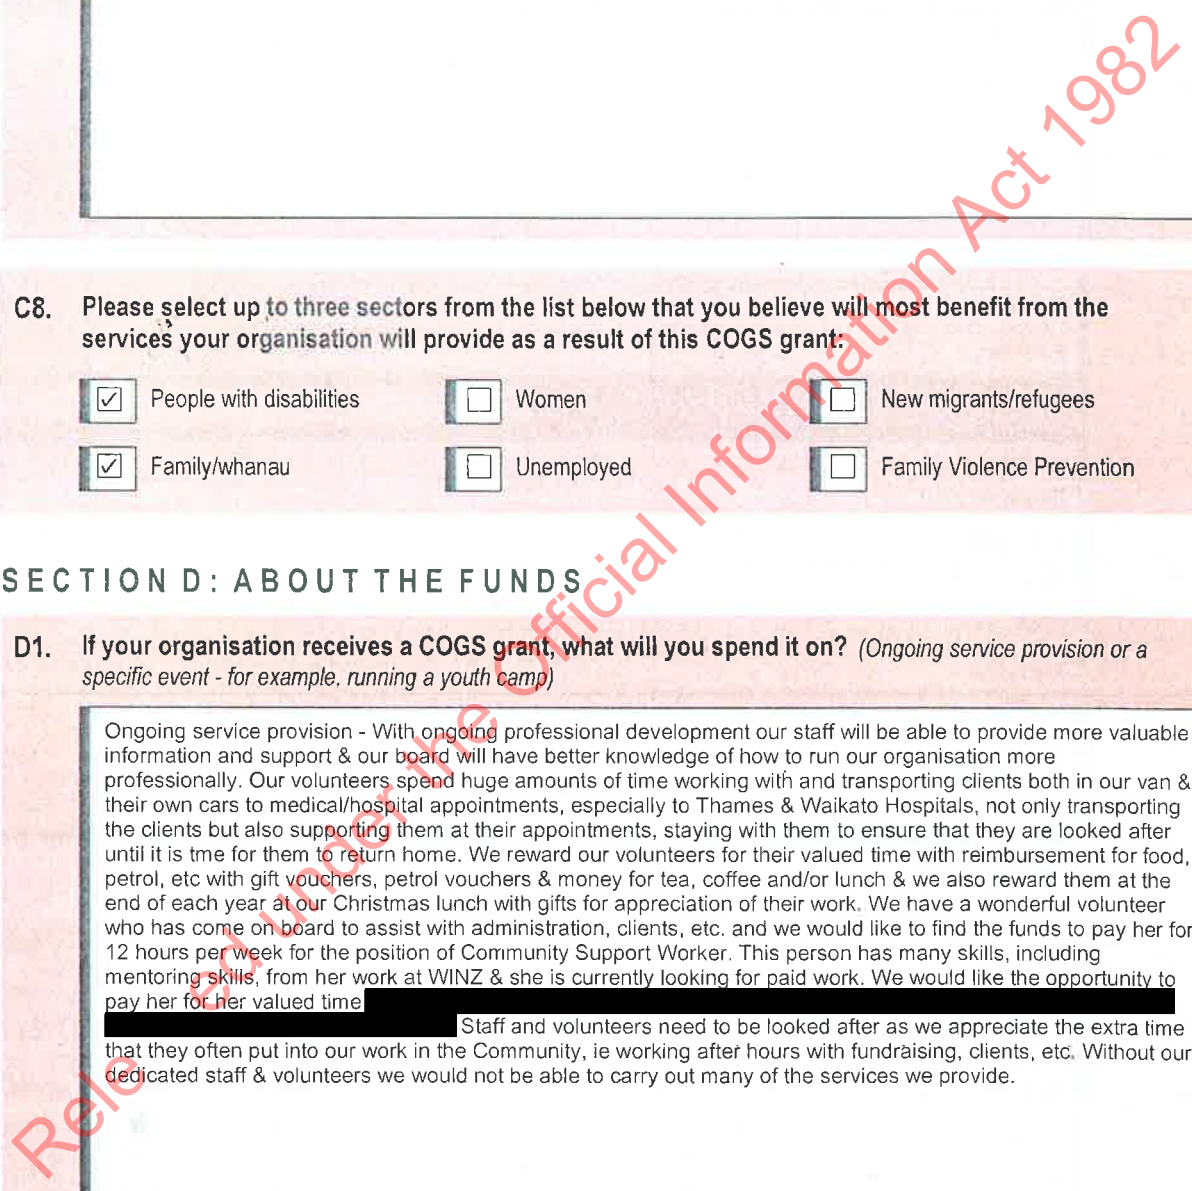 C8. Please select up to three sectors from the list below that you believe will most benefit from the
services your organisation will provide as a result of this COGS grant:
People with disabilities Women New migrants/refugees
Family/whanau Unemployed Family Violence Prevention
SECTION D: ABOUT THE FUNDS
D1. If your organisation receives a COGS grant, what will you spend it on? (Ongoing service provision or a
specific event - for example, running a youth camp)
Ongoing service provision - With ongoing professional development our staff will be able to provide more valuable
information and support & our board will have better knowledge of how to run our organisation more
professionally. Our volunteers spend huge amounts of time working with and transporting clients both in our van &
their own cars to medical/hospital appointments, especially to Thames & Waikato Hospitals, not only transporting
the clients but also supporting them at their appointments, staying with them to ensure that they are looked after
until it is tme for them to return home. We reward our volunteers for their valued time with reimbursement for food,
petrol, etc with gift vouchers, petrol vouchers & money for tea, coffee and/or lunch & we also reward them at the
end of each year at our Christmas lunch with gifts for appreciation of their work. We have a wonderful volunteer
who has come on board to assist with administration, clients, etc. and we would like to find the funds to pay her for
12 hours per week for the position of Community Support Worker. This person has many skills, including
mentoring skills, from her work at WINZ & she is currently looking for paid work. We would like the opportunity to
pay her for her valued time
Staff and volunteers need to be looked after as we appreciate the extra time
that they often put into our work in the Community, ie working after hours with fundraising, clients, etc. Without our
dedicated staff & volunteers we would not be able to carry out many of the services we provide.
Rele ed under the Official Information Act 1982